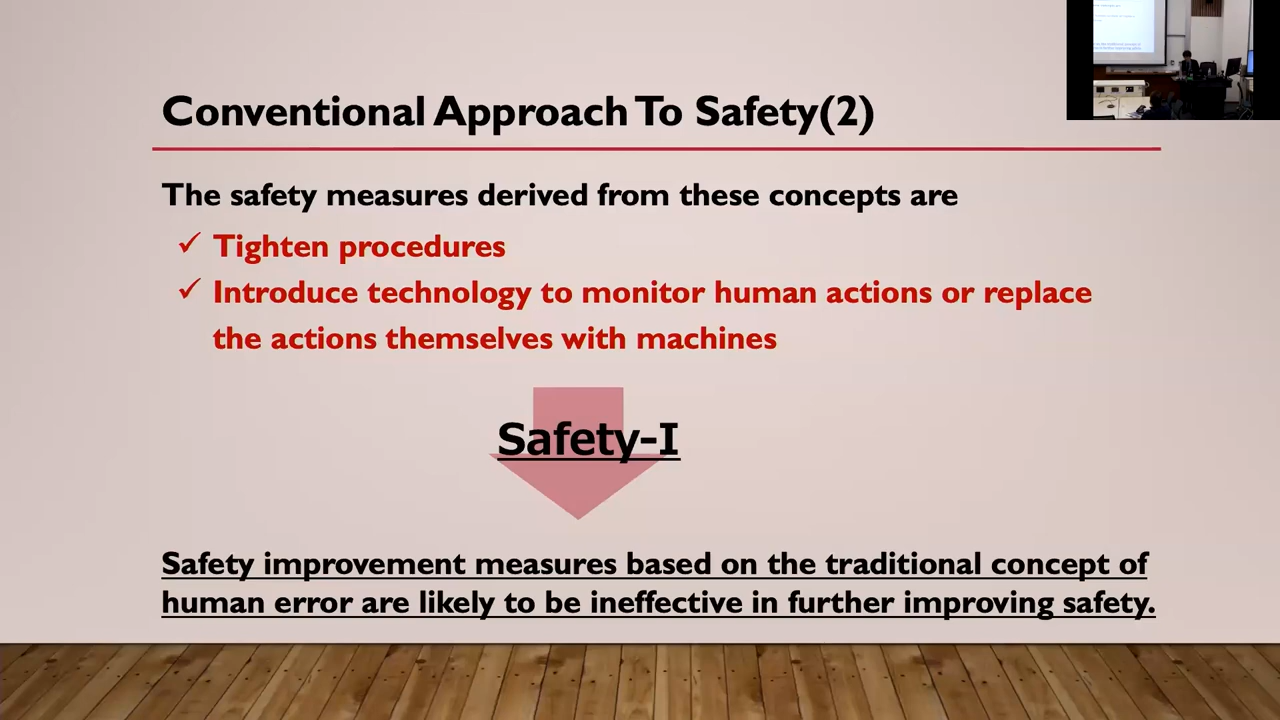 Conventional Approach To Safety(2)
The safety measures derived from these concepts are
✓ Tighten procedures
✓ Introduce technology to monitor human actions or replace
the actions themselves with machines
Safety-I
Safety improvement measures based on the traditional concept of
human error are likely to be ineffective in further improving safety.